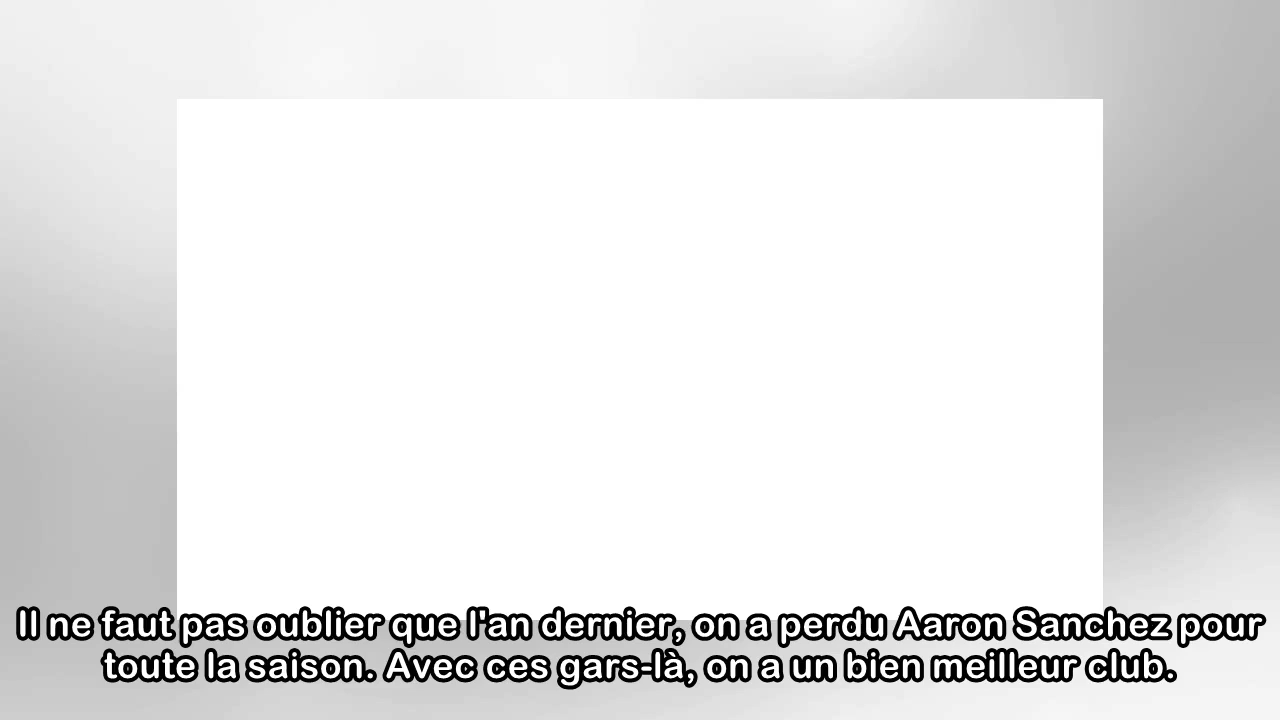 Il ne faut pas oublier que l'an dernier, on a perdu Aaron Sanchez pour
toute la saison. Avec ces gars-là, on a un bien meilleur club.